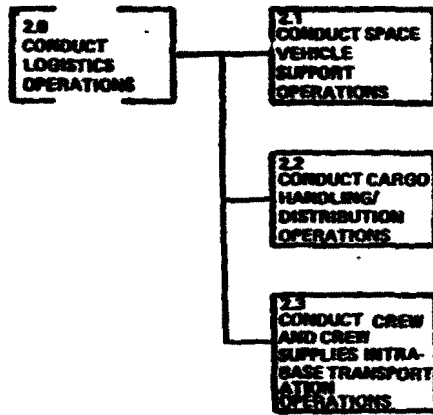 2.0
CONDUCT
LOGISTICS
OPERATIONS
2.1
CONDUCT SPACE
VEHICLE
SUPPORT
OPERATIONS
2.2
CONDUCT CARGO
HANDLING/
DISTRIBUTION
OPERATIONS
2.3
CONDUCT CREW
AND CREW
SUPPLIES INTRA-
BASE TRANSPORT
ATION
OPERATIONS